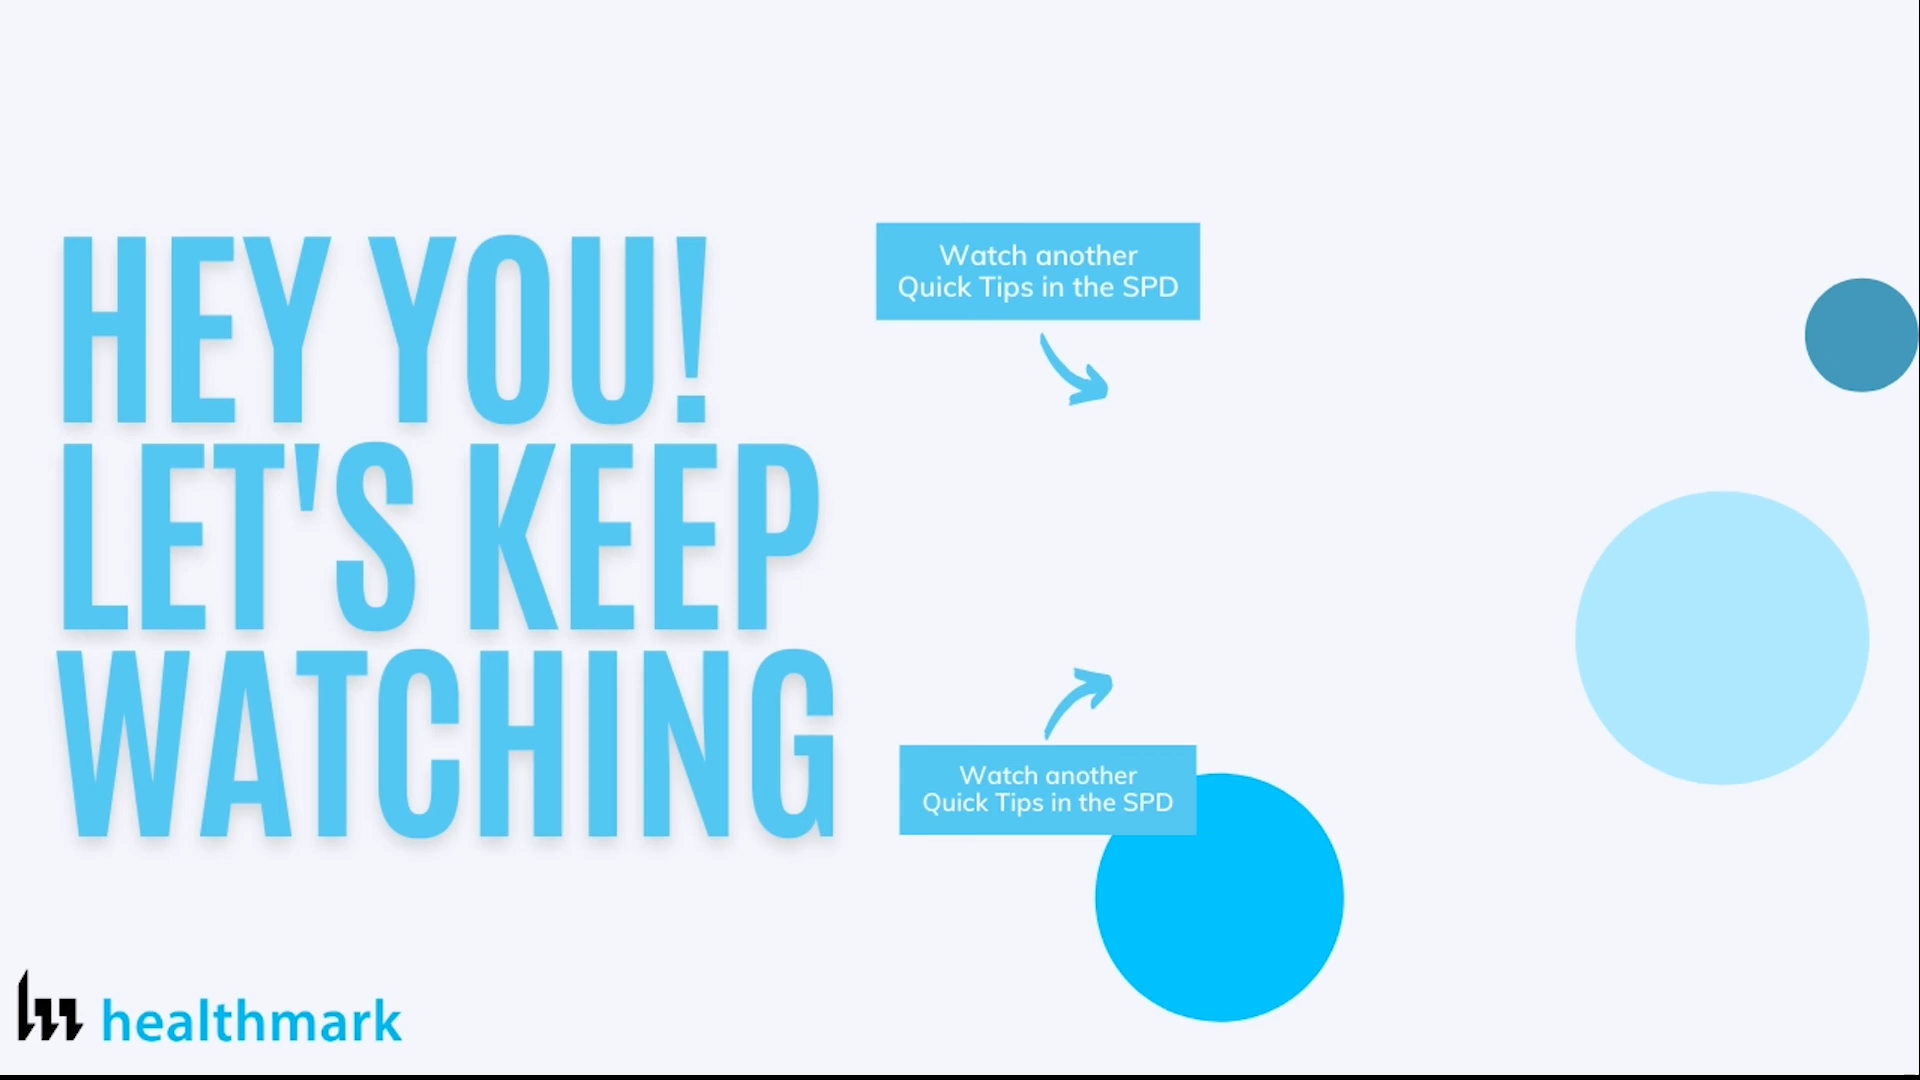 HEY YOU!
LET'S KEEP
WATCHING
Watch another
Quick Tips in the SPD
Watch another
Quick Tips in the SPD
healthmark